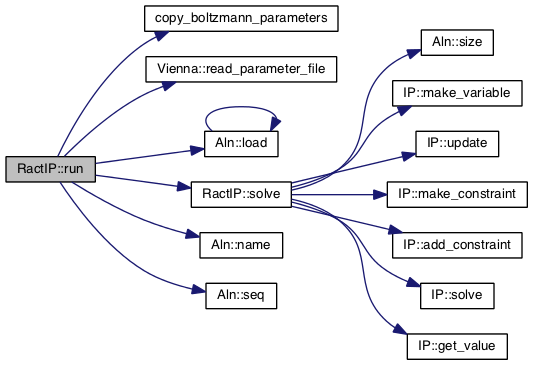 copy_boltzmann_parameters
Vienna::read_parameter_file
Aln::load
RactIP::run
RactIP::solve
Aln::name
Aln::seq
Aln::size
IP::make_variable
IP::update
IP::make_constraint
IP::add_constraint
IP::solve
IP::get_value